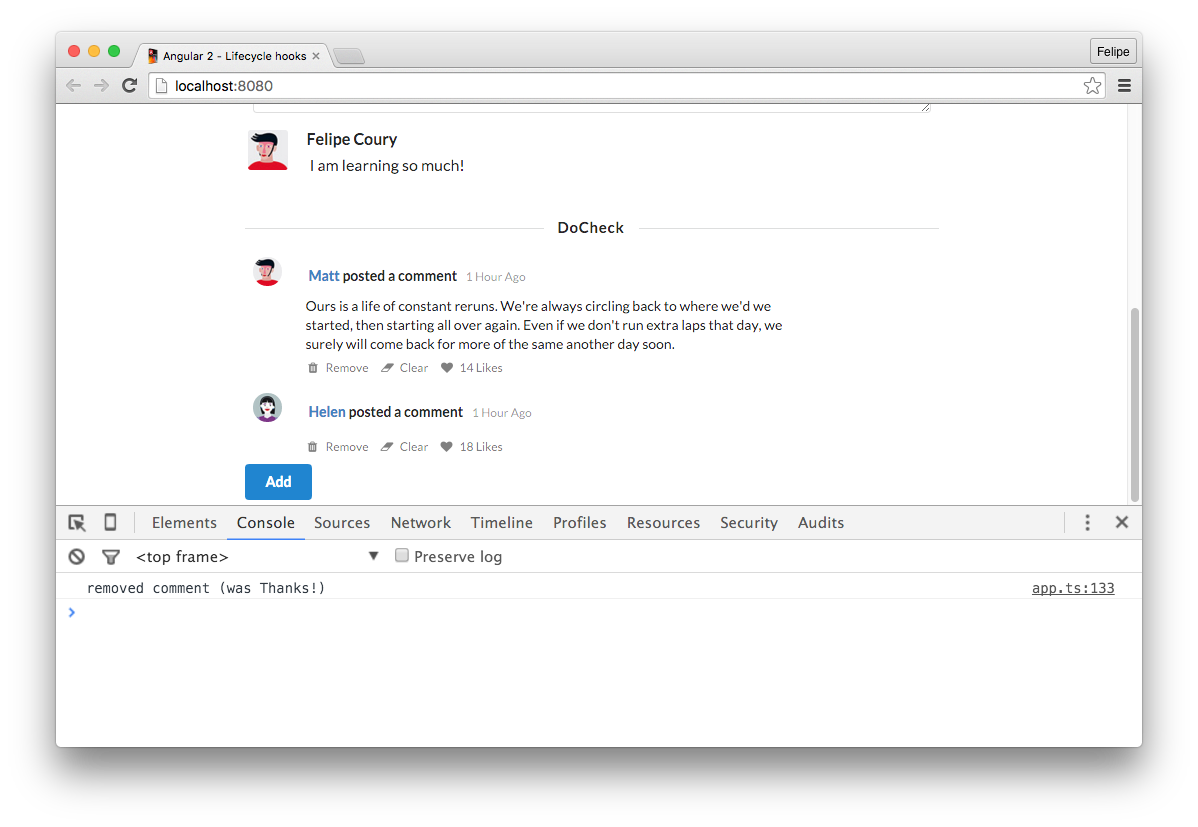 Angular 2 - Lifecycle hooks
Felipe
localhost:8080
Felipe Coury
I am learning so much!
DoCheck
Matt posted a comment 1 Hour Ago
Ours is a life of constant reruns. We're always circling back to where we'd we
started, then starting all over again. Even if we don't run extra laps that day, we
surely will come back for more of the same another day soon.
Remove Clear 14 Likes
Helen posted a comment 1 Hour Ago
Remove Clear 18 Likes
Add
Elements Console Sources Network Timeline Profiles Resources Security Audits
<top frame> Preserve log
removed comment (was Thanks!) app.ts:133